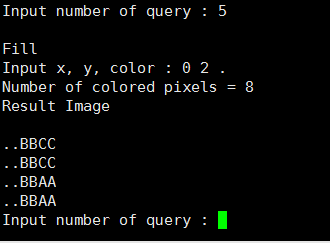 Input number of query : 5
Fill
Input x, y, color : 0 2 .
Number of colored pixels = 8
Result Image
..BBCC
..BBCC
..BBAA
..BBAA
Input number of query :